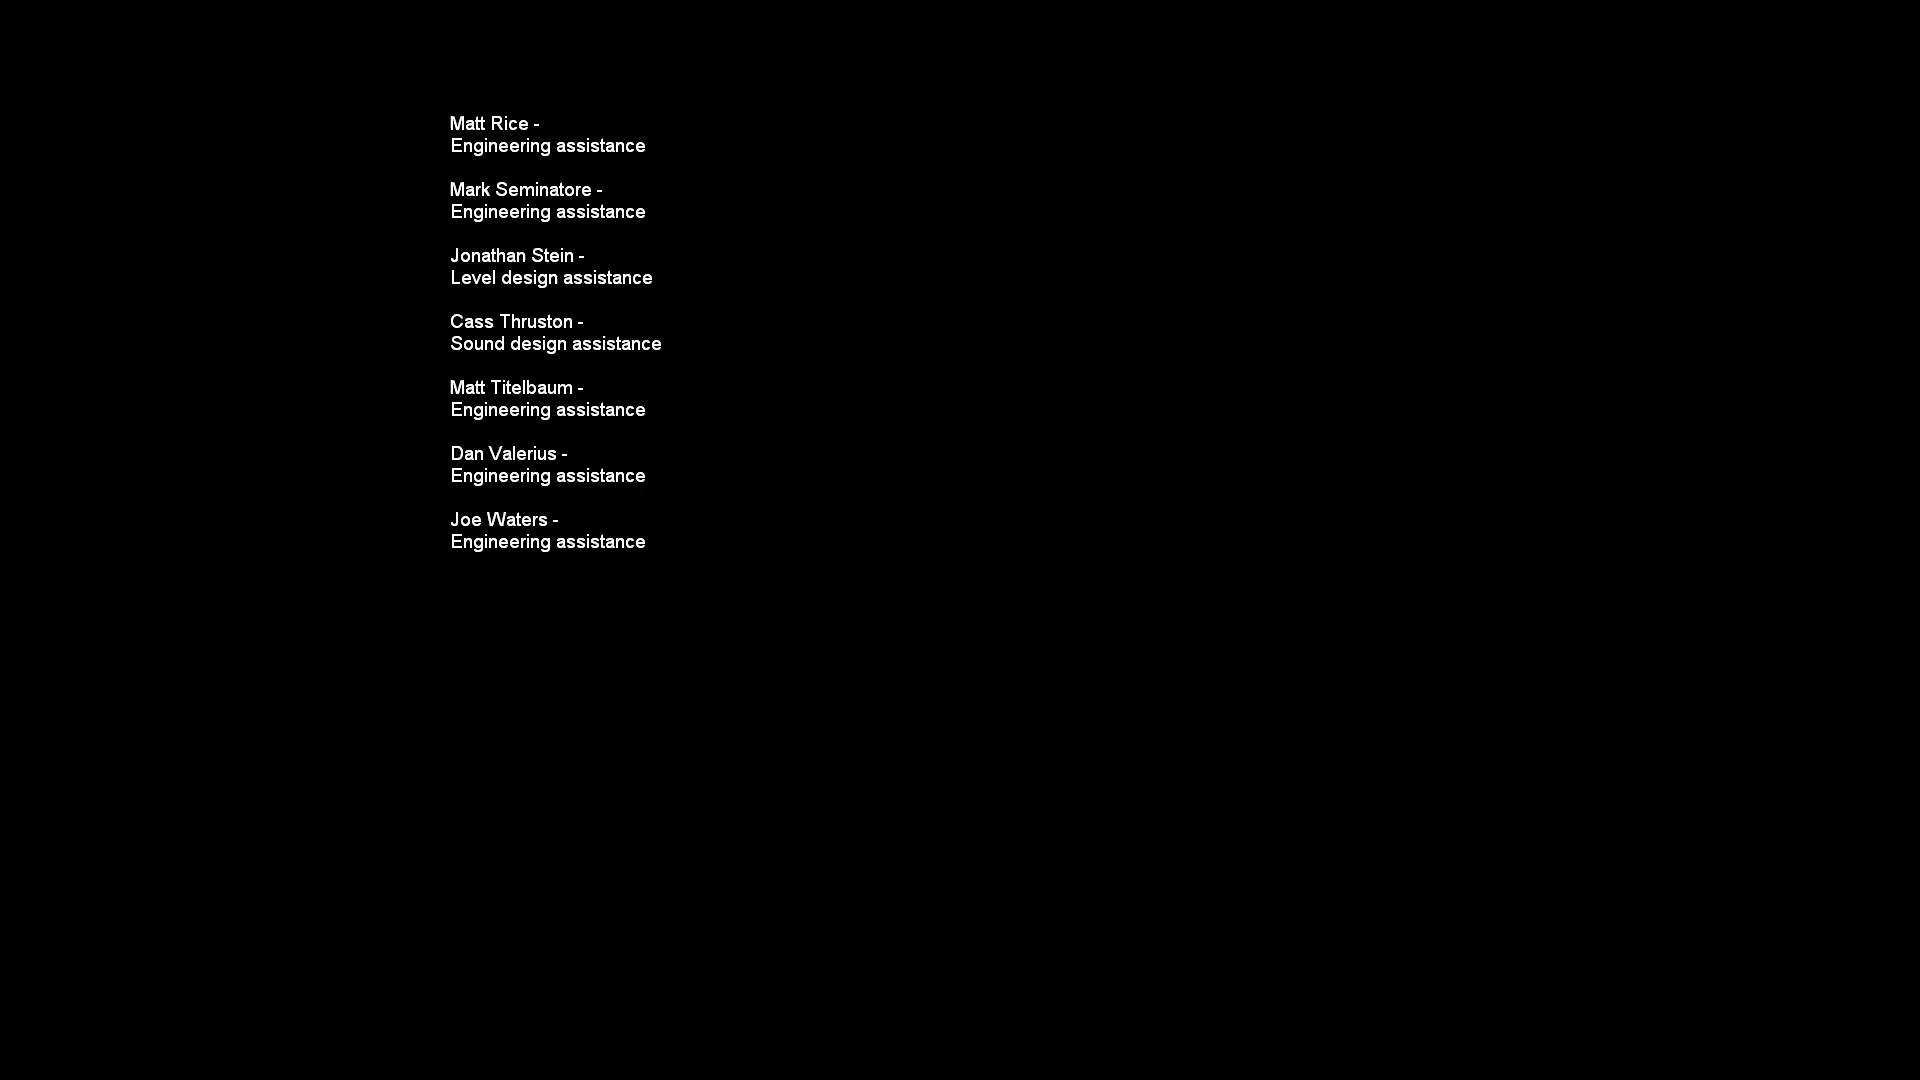 Matt Rice -
Engineering assistance
Mark Seminatore -
Engineering assistance
Jonathan Stein -
Level design assistance
Cass Thruston -
Sound design assistance
Matt Titelbaum -
Engineering assistance
Dan Valerius -
Engineering assistance
Joe Waters -
Engineering assistance